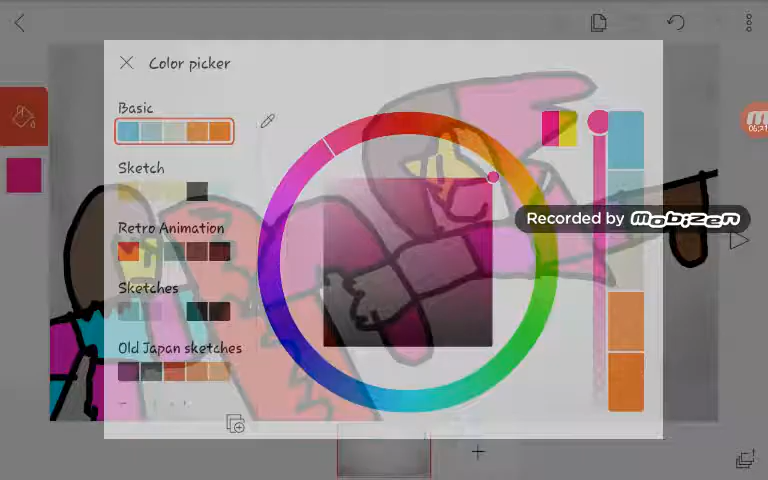 Color picker
Basic
Sketch
Retro Animation
Recorded by mobizen
Sketches
Old Japan sketches